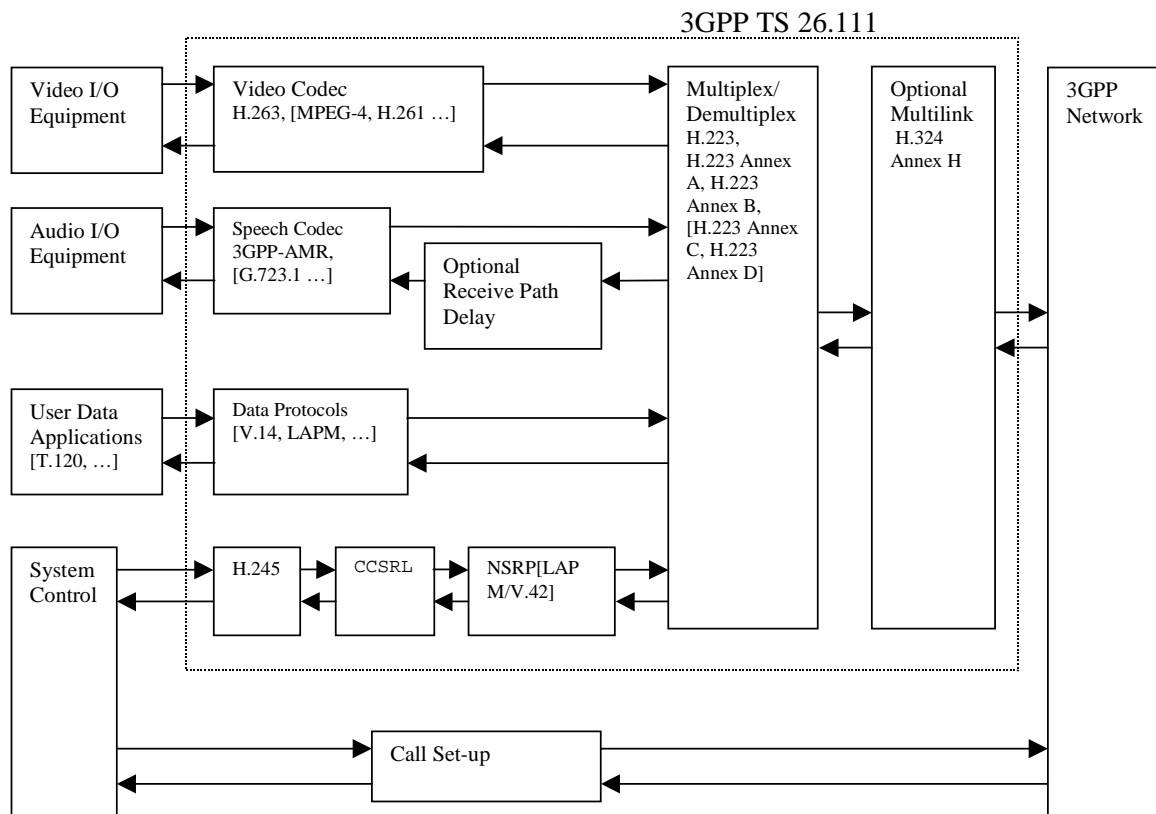 3GPP TS 26.111
Video I/O
Equipment
Video Codec
H.263, [MPEG-4, H.261 …]
Multiplex/
Demultiplex
H.223,
H.223 Annex
A, H.223
Annex B,
[H.223 Annex
C, H.223
Annex D]
Optional
Multilink
H.324
Annex H
3GPP
Network
Audio I/O
Equipment
Speech Codec
3GPP-AMR,
[G.723.1 …]
Optional
Receive Path
Delay
User Data
Applications
[T.120, …]
Data Protocols
[V.14, LAPM, …]
System
Control
H.245
CCSRL
NSRP[LAP
M/V.42]
Call Set-up